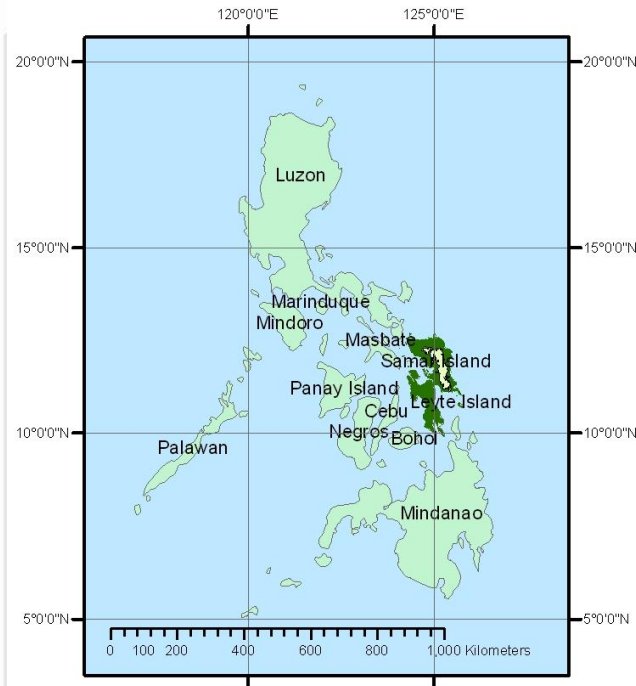 120°0'0"E 125°0'0"E
20°0'0"N 20°0'0"N
Luzon
15°0'0"N 15°0'0"N
Marinduque
Mindoro
Masbate
Samar Island
Panay Island
Leyte Island
Cebu
Negros
Bohol
10°0'0"N 10°0'0"N
Palawan
Mindanao
5°0'0"N 5°0'0"N
0 100 200 400 600 800 1,000 Kilometers